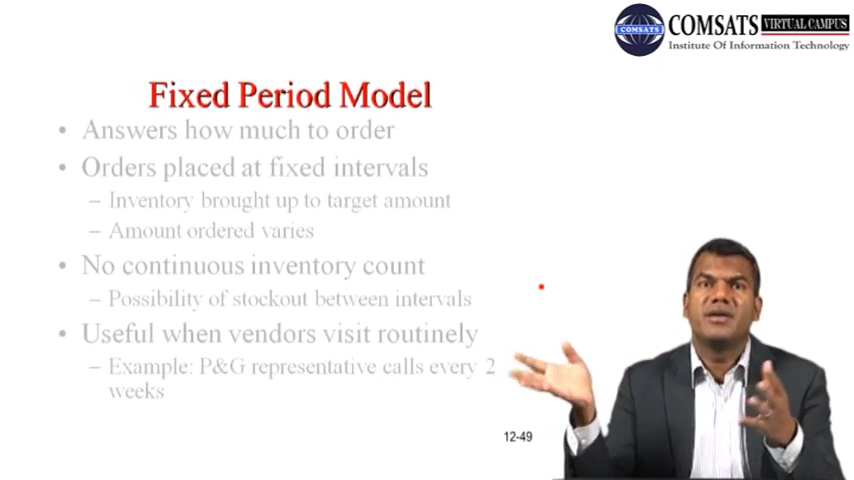 COMSATS VIRTUAL CAMPUS
COMSATS
Institute Of Information Technology
Fixed Period Model
• Answers how much to order
• Orders placed at fixed intervals
– Inventory brought up to target amount
– Amount ordered varies
• No continuous inventory count
– Possibility of stockout between intervals
• Useful when vendors visit routinely
– Example: P&G representative calls every 2
weeks
12-49